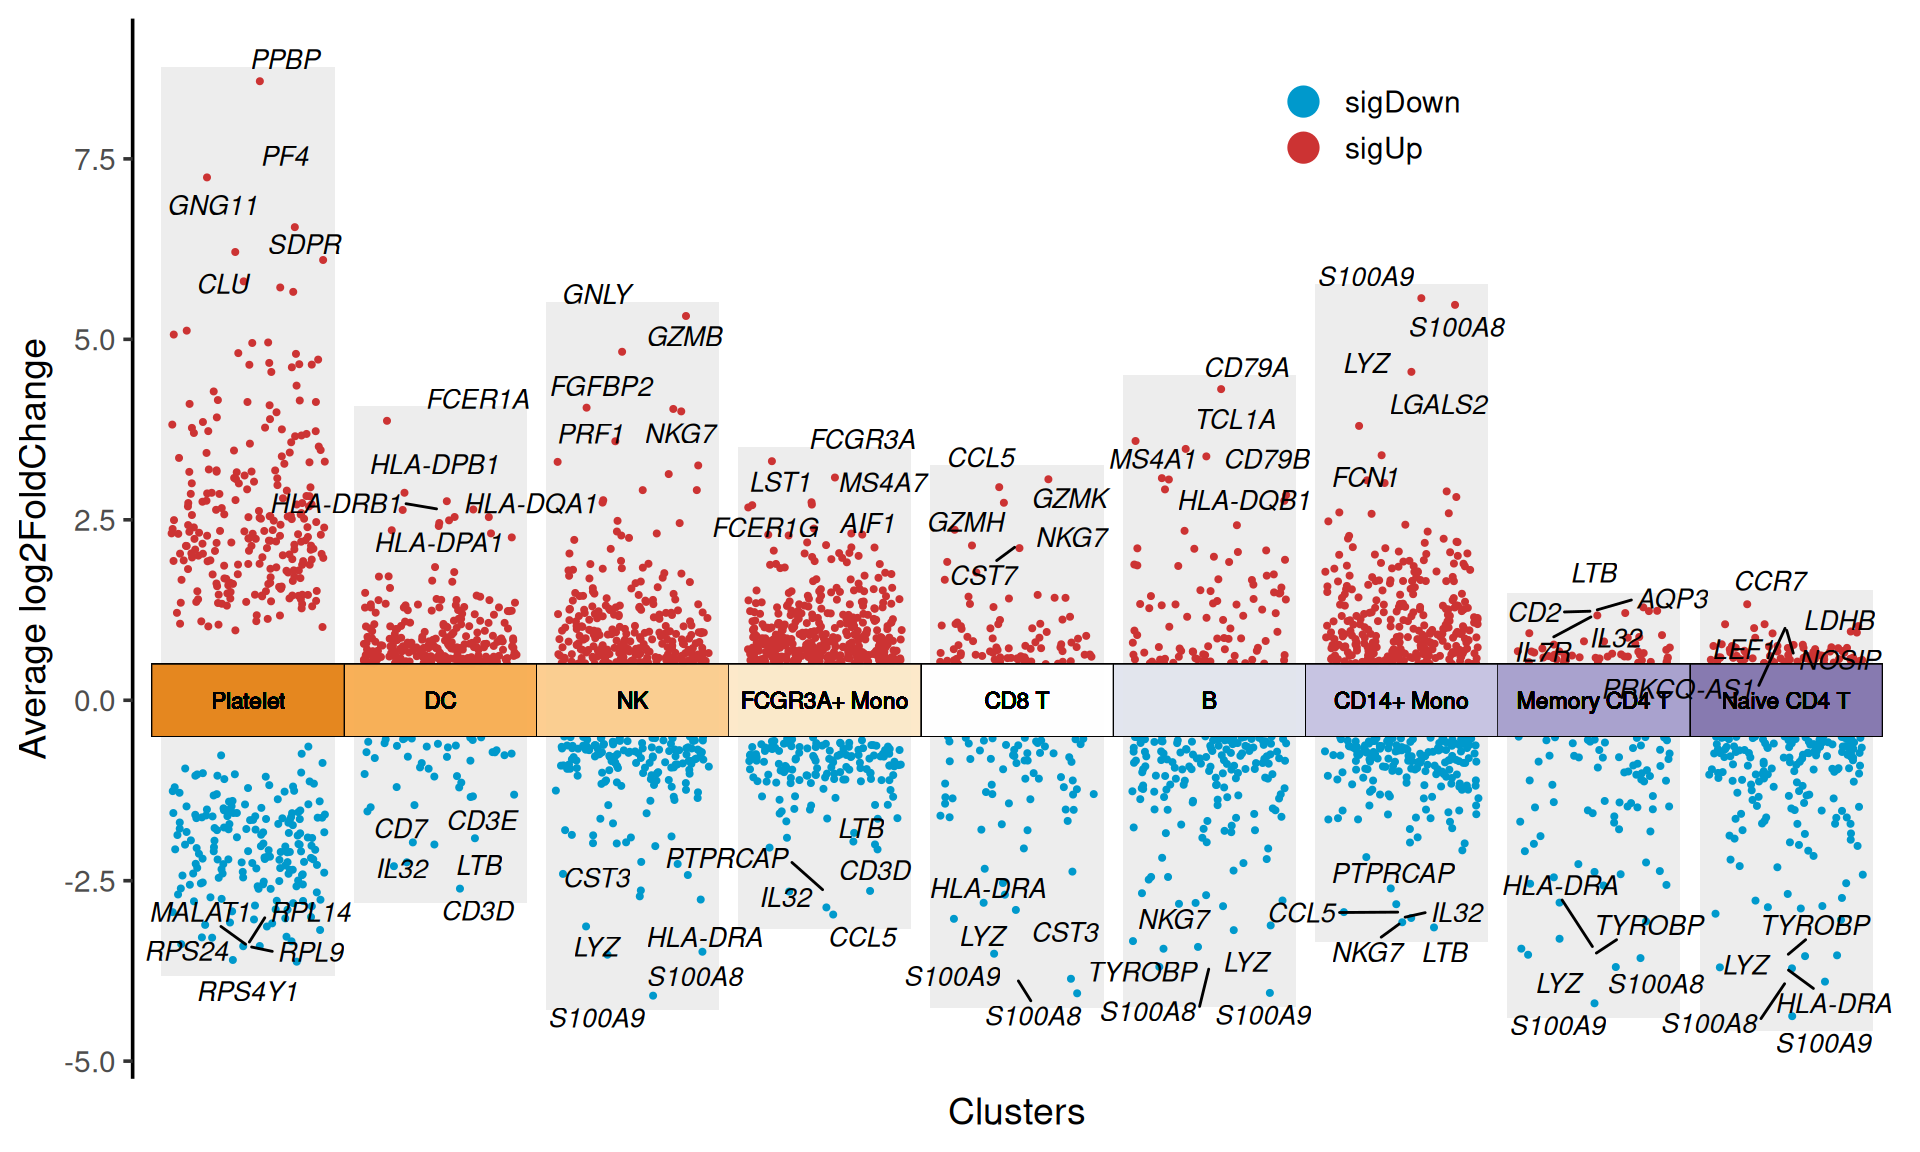 PPBP
sigDown
sigUp
7.5
PF4
GNG11
SDPR
CLU
GNLY
S100A9
5.0
GZMB
S100A8
CD79A
LYZ
FCER1A
FGFBP2
LGALS2
TCL1A
PRF1
NKG7
FCGR3A
HLA-DPB1
CCL5
MS4A1
CD79B
FCN1
LST1
MS4A7
HLA-DRB1
HLA-DQA1
GZMK
HLA-DQB1
2.5
FCER1G
AIF1
GZMH
NKG7
HLA-DPA1
CST7
LTB
CCR7
CD2
AQP3
LDHB
IL7R
IL32
LEF1
NOSIP
PRKCQ-AS1
0.0
Platelet
DC
NK
FCGR3A+ Mono
CD8 T
B
CD14+ Mono
Memory CD4 T
Naive CD4 T
CD7
CD3E
LTB
IL32
LTB
PTPRCAP
CD3D
PTPRCAP
-2.5
CST3
HLA-DRA
HLA-DRA
IL32
MALAT1
RPL14
CD3D
CCL5
IL32
NKG7
TYROBP
TYROBP
RPS24
RPL9
LYZ
HLA-DRA
CCL5
LYZ
CST3
NKG7
LTB
RPS4Y1
S100A8
S100A9
TYROBP
LYZ
LYZ
S100A8
LYZ
HLA-DRA
S100A9
S100A8
S100A8
S100A9
S100A9
S100A8
S100A9
-5.0
Average log2FoldChange
Clusters